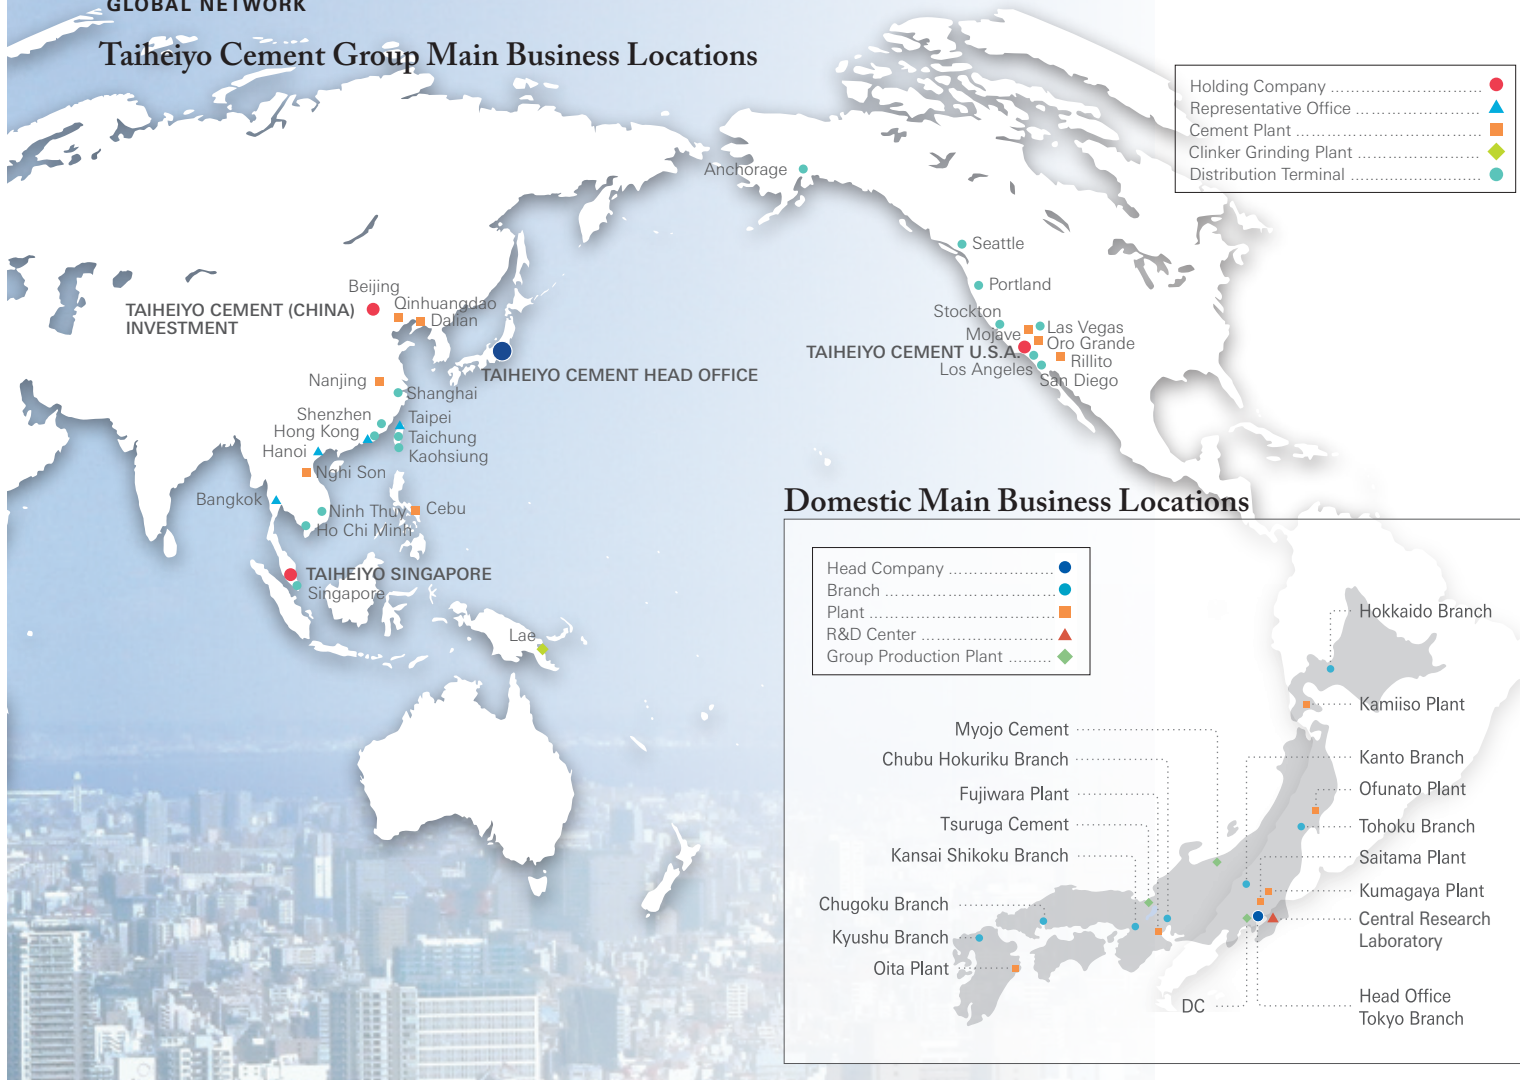 GLOBAL NETWORK
Taiheiyo Cement Group Main Business Locations
Holding Company ................................
Representative Office ................................
Cement Plant ................................
Clinker Grinding Plant ................................
Distribution Terminal ................................
Anchorage
Seattle
Portland
Stockton
Mojave
Las Vegas
Oro Grande
TAIHEIYO CEMENT U.S.A.
Rillito
Los Angeles
San Diego
Beijing
TAIHEIYO CEMENT (CHINA)
INVESTMENT
Qinhuangdao
Dalian
TAIHEIYO CEMENT HEAD OFFICE
Nanjing
Shanghai
Shenzhen
Taipei
Hong Kong
Taichung
Hanoi
Kaohsiung
Nghi Son
Bangkok
Ninh Thuy
Cebu
Ho Chi Minh
TAIHEIYO SINGAPORE
Singapore
Lae
Domestic Main Business Locations
Head Company ........................
Branch ................................
Plant ................................
R&D Center ........................
Group Production Plant .........
Hokkaido Branch
Kamiiso Plant
Myojo Cement
Chubu Hokuriku Branch
Fujiwara Plant
Tsuruga Cement
Kansai Shikoku Branch
Chugoku Branch
Kyushu Branch
Oita Plant
Kanto Branch
Ofunato Plant
Tohoku Branch
Saitama Plant
Kumagaya Plant
Central Research
Laboratory
DC
Head Office
Tokyo Branch